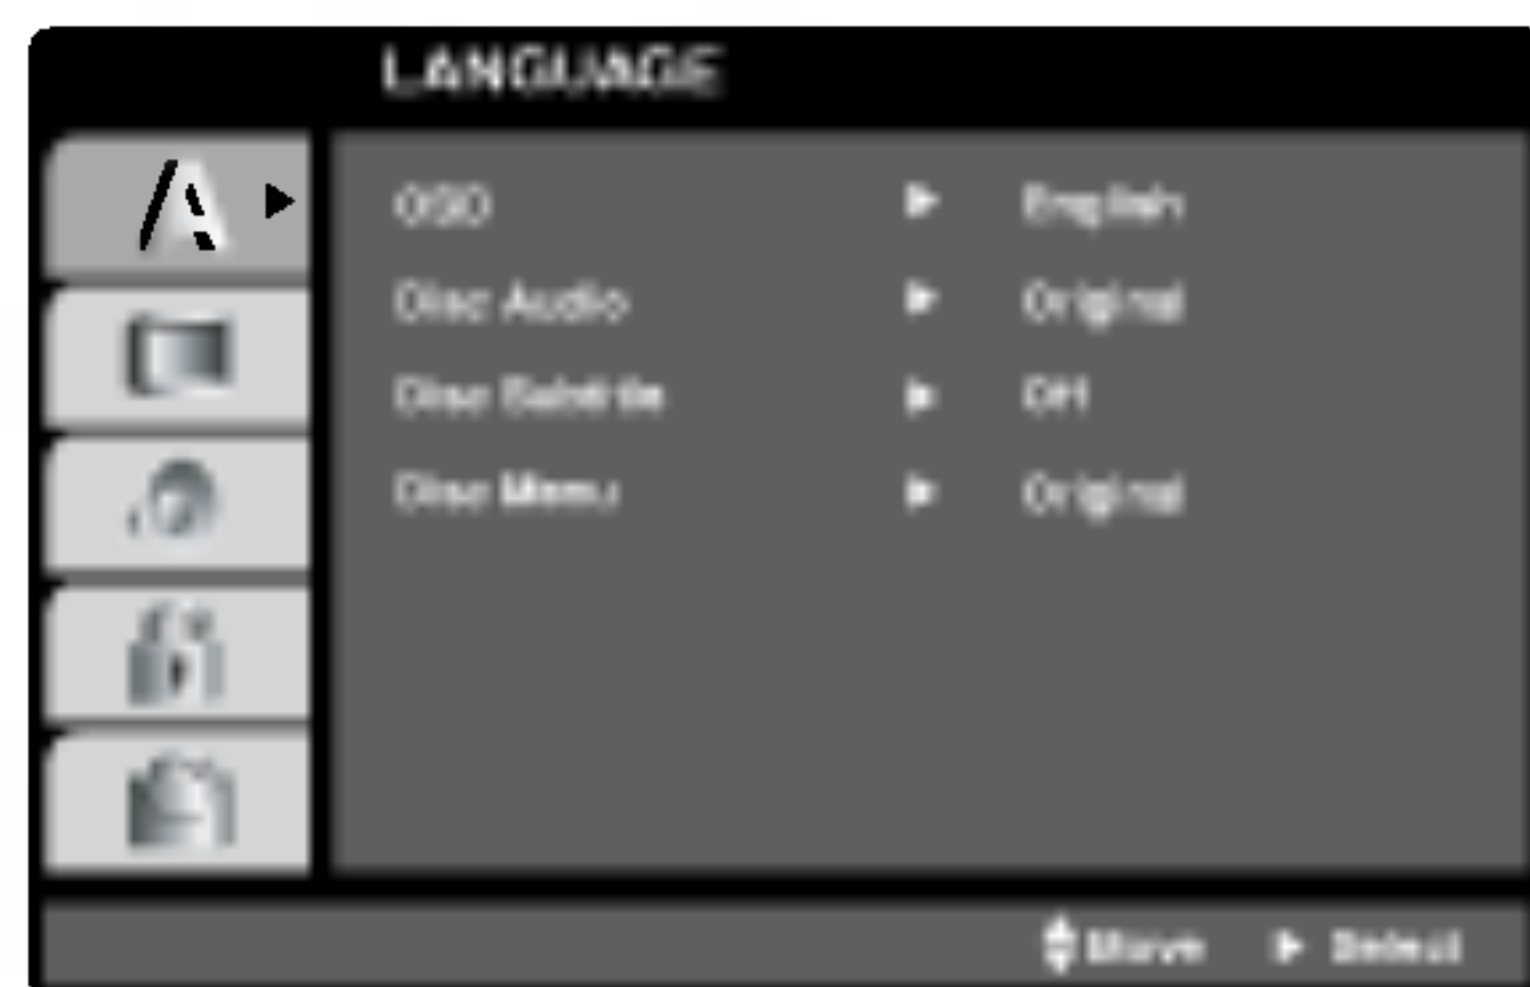 LANGUAGE
OSD ► English
Disc Audio ► Original
Disc Subtitle ► Off
Disc Menu ► Original
Move ► Select